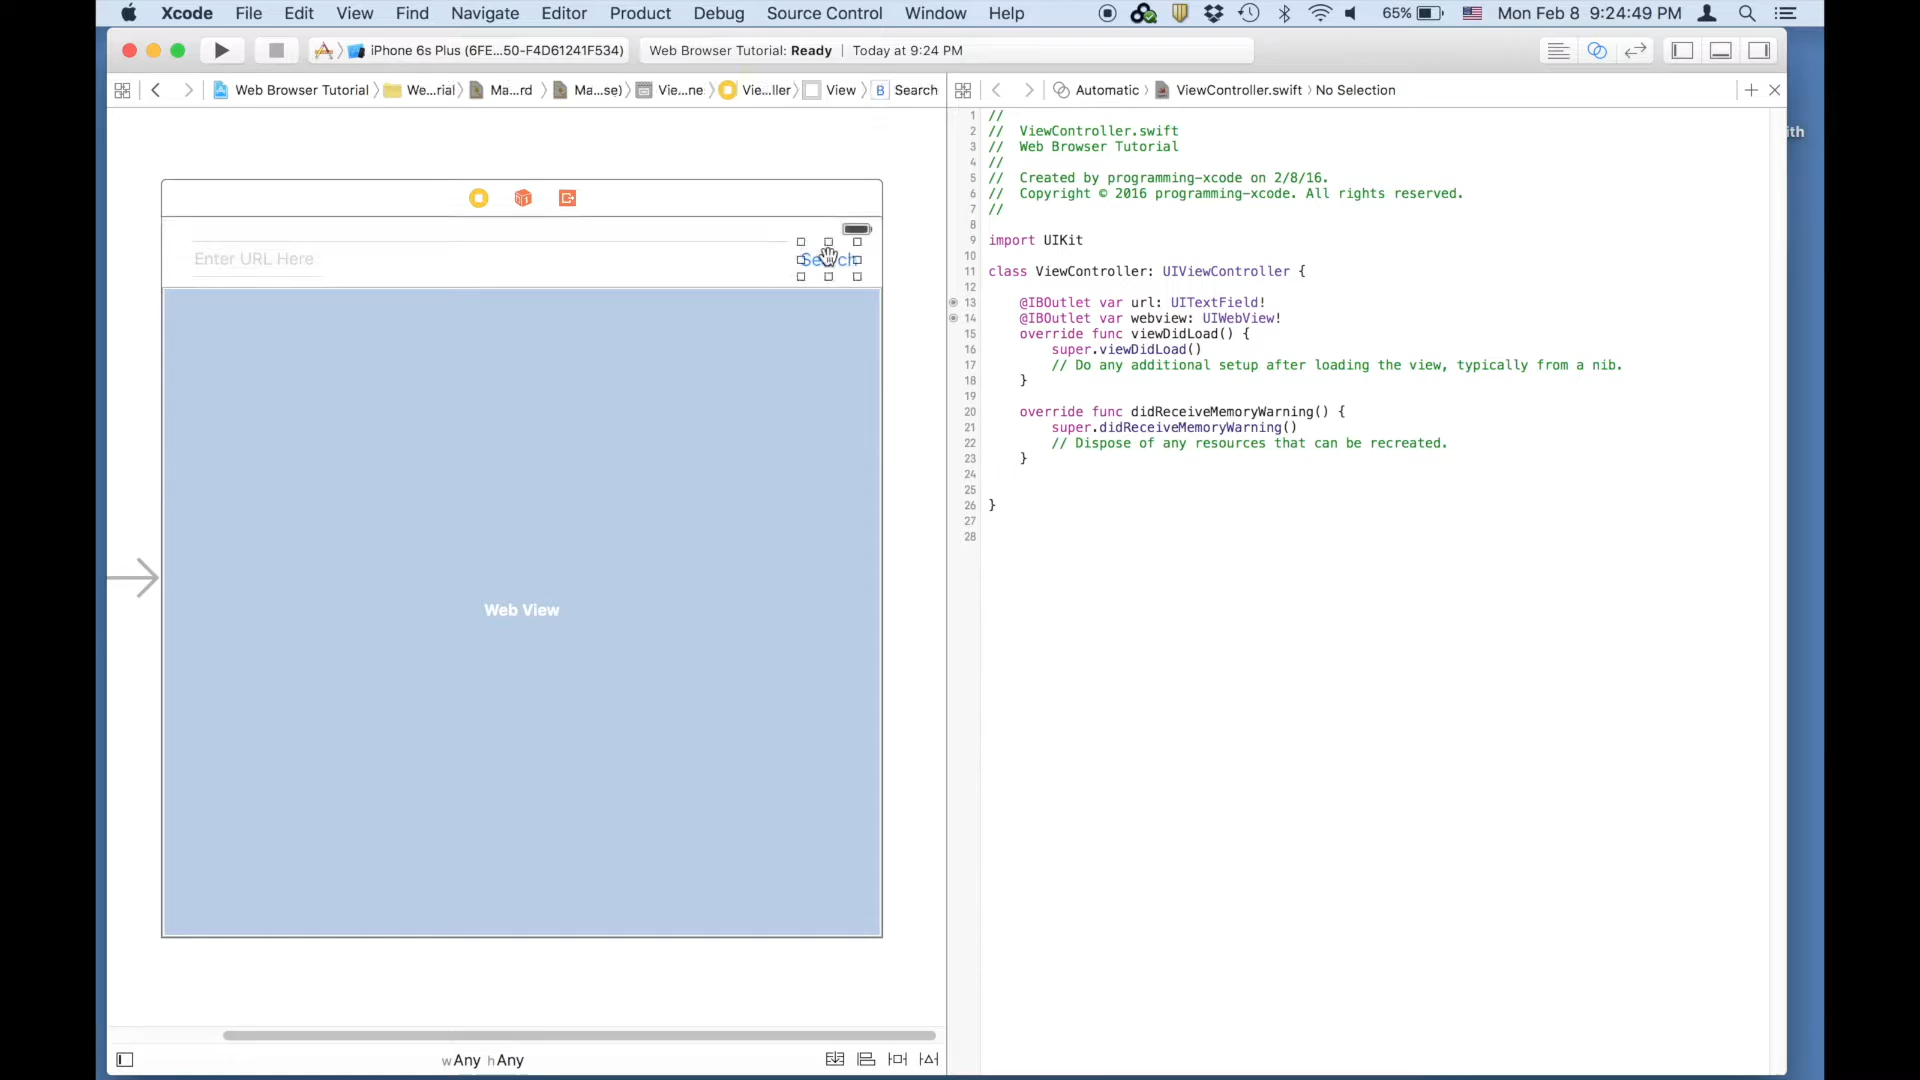 Xcode File Edit View Find Navigate Editor Product Debug Source Control Window Help 65% Mon Feb 8 9:24:49 PM
iPhone 6s Plus (6FE...50-F4D61241F534) Web Browser Tutorial: Ready | Today at 9:24 PM
Web Browser Tutorial We...rial Ma...rd Ma...se) Vie...ne Vie...ller View B Search
Automatic ViewController.swift No Selection
ith
Enter URL Here
Search
Web View
wAny hAny
1 //
2 // ViewController.swift
3 // Web Browser Tutorial
4 //
5 // Created by programming-xcode on 2/8/16.
6 // Copyright © 2016 programming-xcode. All rights reserved.
7 //
8
9 import UIKit
10
11 class ViewController: UIViewController {
12
13 @IBOutlet var url: UITextField!
14 @IBOutlet var webview: UIWebView!
15 override func viewDidLoad() {
16 super.viewDidLoad()
17 // Do any additional setup after loading the view, typically from a nib.
18 }
19
20 override func didReceiveMemoryWarning() {
21 super.didReceiveMemoryWarning()
22 // Dispose of any resources that can be recreated.
23 }
24
25
26 }
27
28